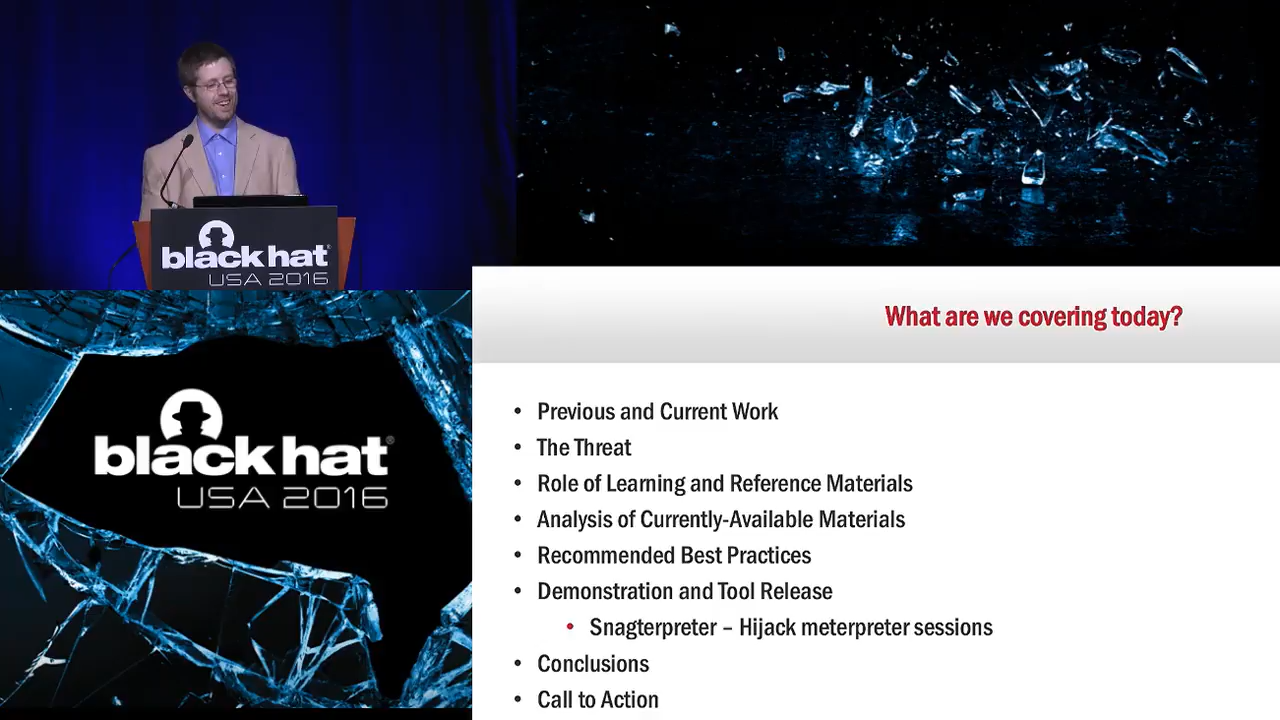 black hat
USA 2016
black hat®
USA 2016
What are we covering today?
• Previous and Current Work
• The Threat
• Role of Learning and Reference Materials
• Analysis of Currently-Available Materials
• Recommended Best Practices
• Demonstration and Tool Release
• Snagterpreter – Hijack meterpreter sessions
• Conclusions
• Call to Action